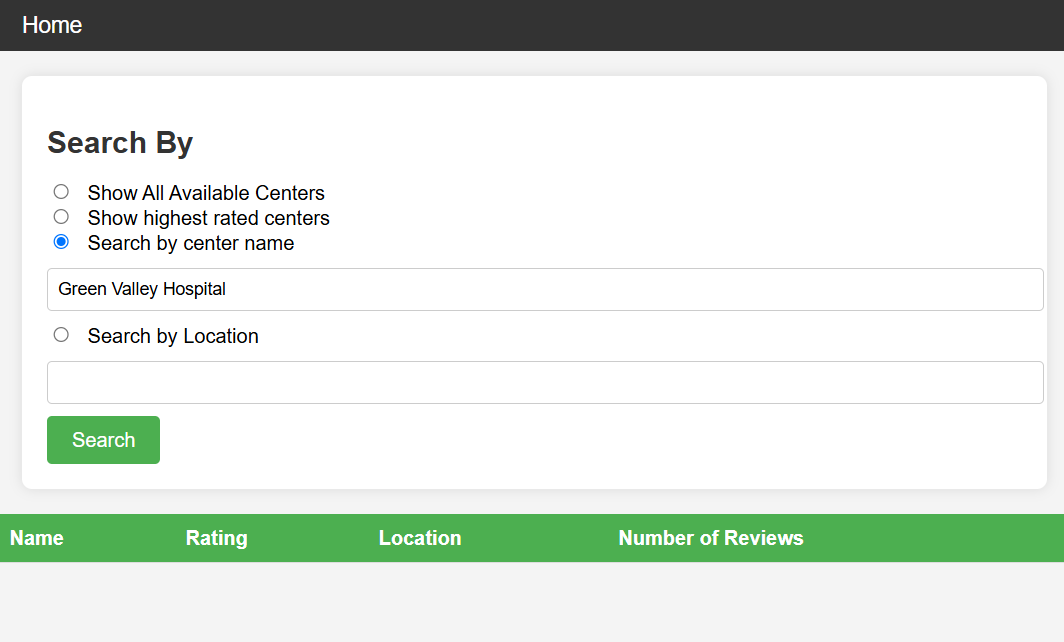 Home
Search By
Show All Available Centers
Show highest rated centers
Search by center name
Green Valley Hospital
Search by Location
Search
Name Rating Location Number of Reviews